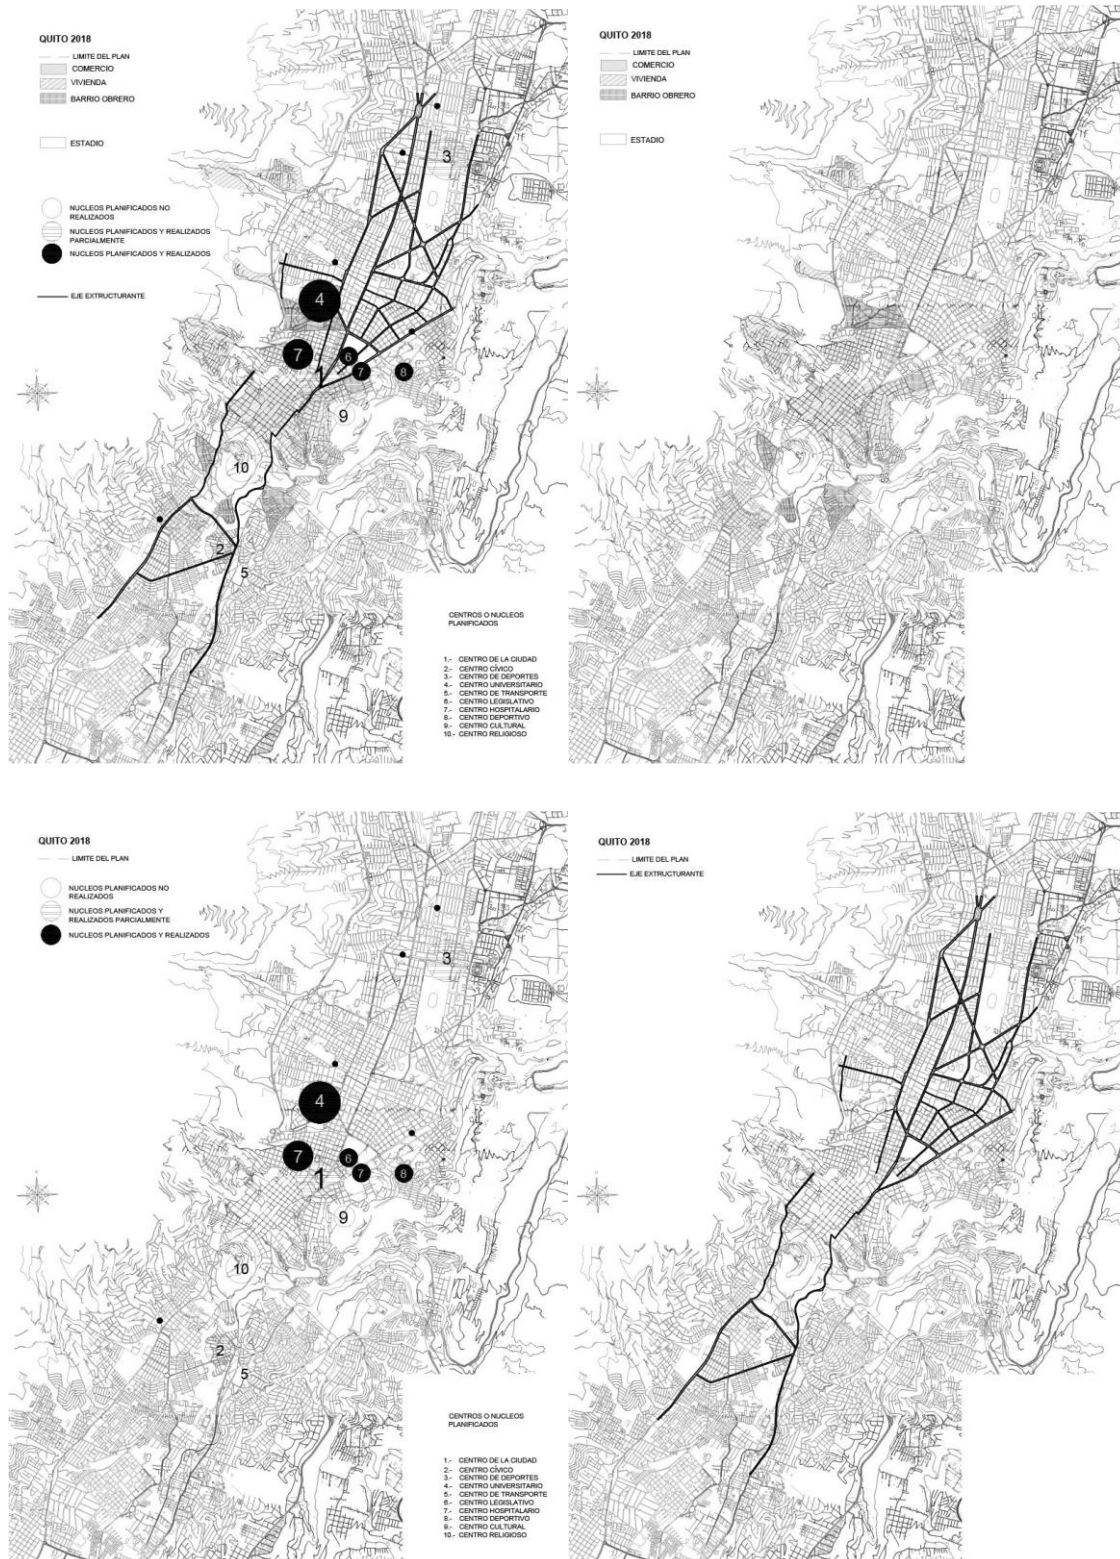 QUITO 2018
LIMITE DEL PLAN
COMERCIO
VIVIENDA
BARRIO OBRERO
ESTADIO
NUCLEOS PLANIFICADOS NO
REALIZADOS
NUCLEOS PLANIFICADOS Y REALIZADOS
PARCIALMENTE
NUCLEOS PLANIFICADOS Y REALIZADOS
EJE EXTRUCTURANTE
3
4
7
1
6
7
8
9
10
2
5
CENTROS O NUCLEOS
PLANIFICADOS
1.- CENTRO DE LA CIUDAD
2.- CENTRO CÍVICO
3.- CENTRO DE DEPORTES
4.- CENTRO UNIVERSITARIO
5.- CENTRO DE TRANSPORTE
6.- CENTRO LEGISLATIVO
7.- CENTRO HOSPITALARIO
8.- CENTRO DEPORTIVO
9.- CENTRO CULTURAL
10.- CENTRO RELIGIOSO
QUITO 2018
LIMITE DEL PLAN
COMERCIO
VIVIENDA
BARRIO OBRERO
ESTADIO
QUITO 2018
LIMITE DEL PLAN
NUCLEOS PLANIFICADOS NO
REALIZADOS
NUCLEOS PLANIFICADOS Y
REALIZADOS PARCIALMENTE
NUCLEOS PLANIFICADOS Y REALIZADOS
3
4
7
1
6
7
8
9
10
2
5
CENTROS O NUCLEOS
PLANIFICADOS
1.- CENTRO DE LA CIUDAD
2.- CENTRO CÍVICO
3.- CENTRO DE DEPORTES
4.- CENTRO UNIVERSITARIO
5.- CENTRO DE TRANSPORTE
6.- CENTRO LEGISLATIVO
7.- CENTRO HOSPITALARIO
8.- CENTRO DEPORTIVO
9.- CENTRO CULTURAL
10.- CENTRO RELIGIOSO
QUITO 2018
LIMITE DEL PLAN
EJE EXTRUCTURANTE